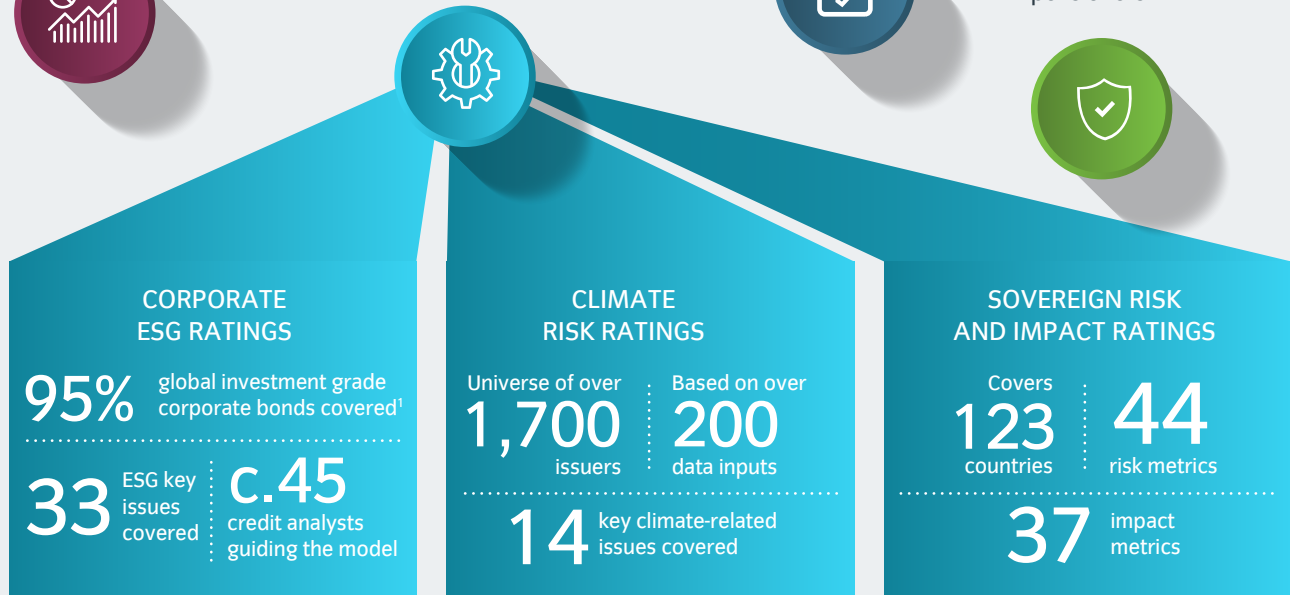 CORPORATE
ESG RATINGS
95%
global investment grade
corporate bonds covered¹
33
ESG key
issues
covered
c.45
credit analysts
guiding the model
CLIMATE
RISK RATINGS
Universe of over
1,700
issuers
Based on over
200
data inputs
14
key climate-related
issues covered
SOVEREIGN RISK
AND IMPACT RATINGS
Covers
123
countries
44
risk metrics
37
impact
metrics